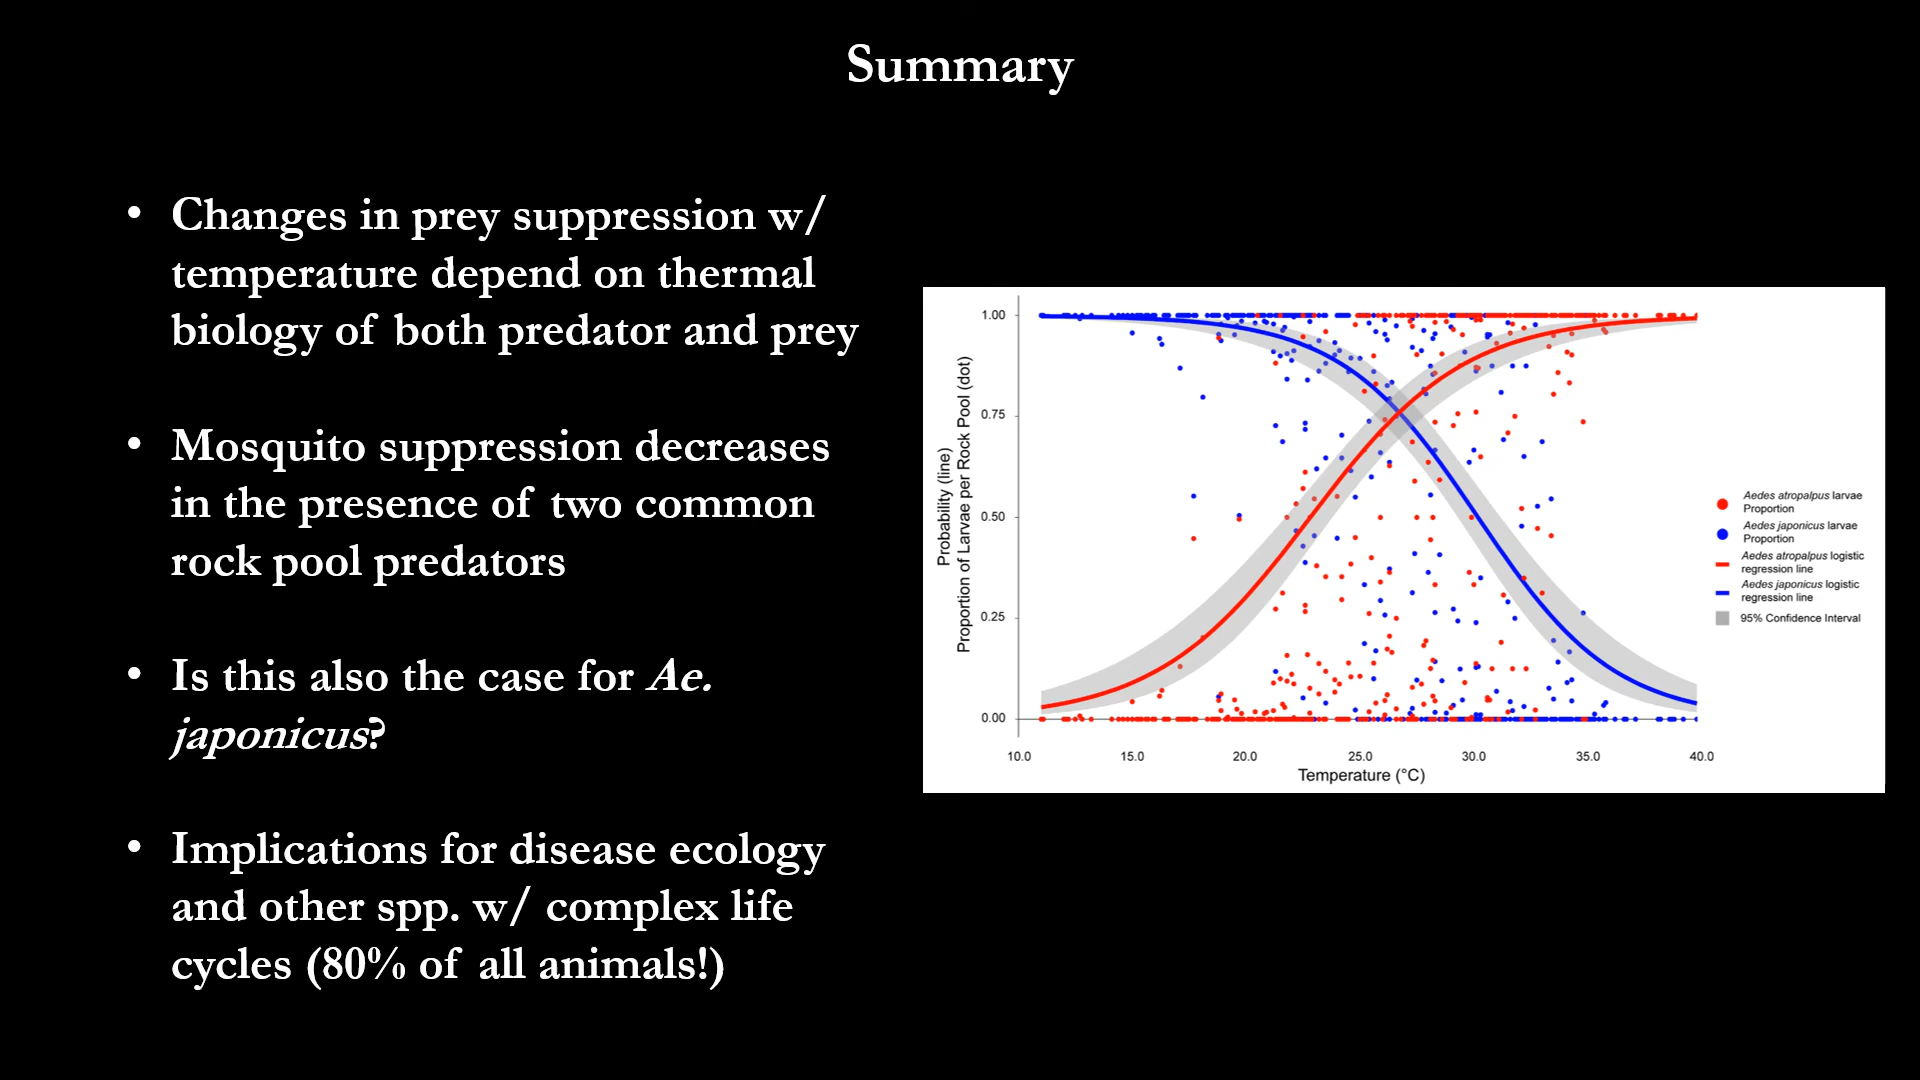 Summary
• Changes in prey suppression w/
temperature depend on thermal
biology of both predator and prey
• Mosquito suppression decreases
in the presence of two common
rock pool predators
• Is this also the case for Ae.
japonicus?
• Implications for disease ecology
and other spp. w/ complex life
cycles (80% of all animals!)
Probability (line)
Proportion of Larvae per Rock Pool (dot)
1.00
0.75
0.50
0.25
0.00
10.0 15.0 20.0 25.0 30.0 35.0 40.0
Temperature (°C)
Aedes atropalpus larvae
Proportion
Aedes japonicus larvae
Proportion
Aedes atropalpus logistic
regression line
Aedes japonicus logistic
regression line
95% Confidence Interval